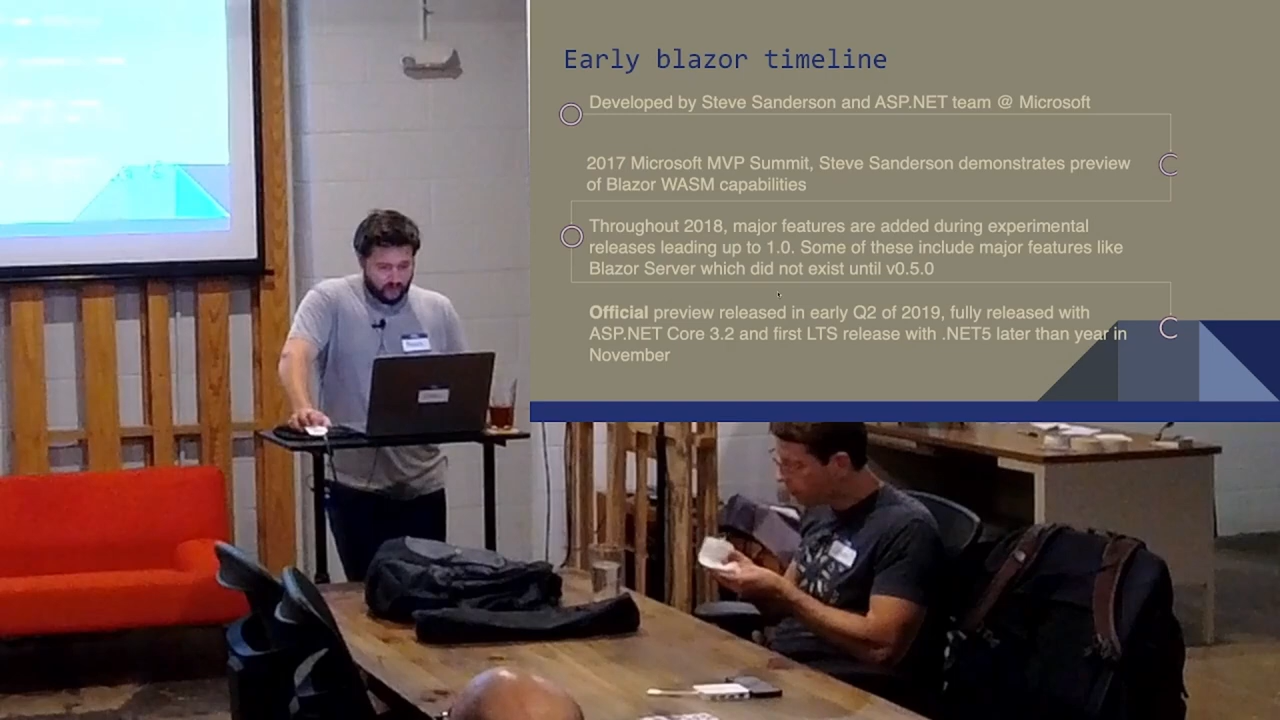 Early blazor timeline
Developed by Steve Sanderson and ASP.NET team @ Microsoft
2017 Microsoft MVP Summit, Steve Sanderson demonstrates preview
of Blazor WASM capabilities
Throughout 2018, major features are added during experimental
releases leading up to 1.0. Some of these include major features like
Blazor Server which did not exist until v0.5.0
Official preview released in early Q2 of 2019, fully released with
ASP.NET Core 3.2 and first LTS release with .NET5 later than year in
November